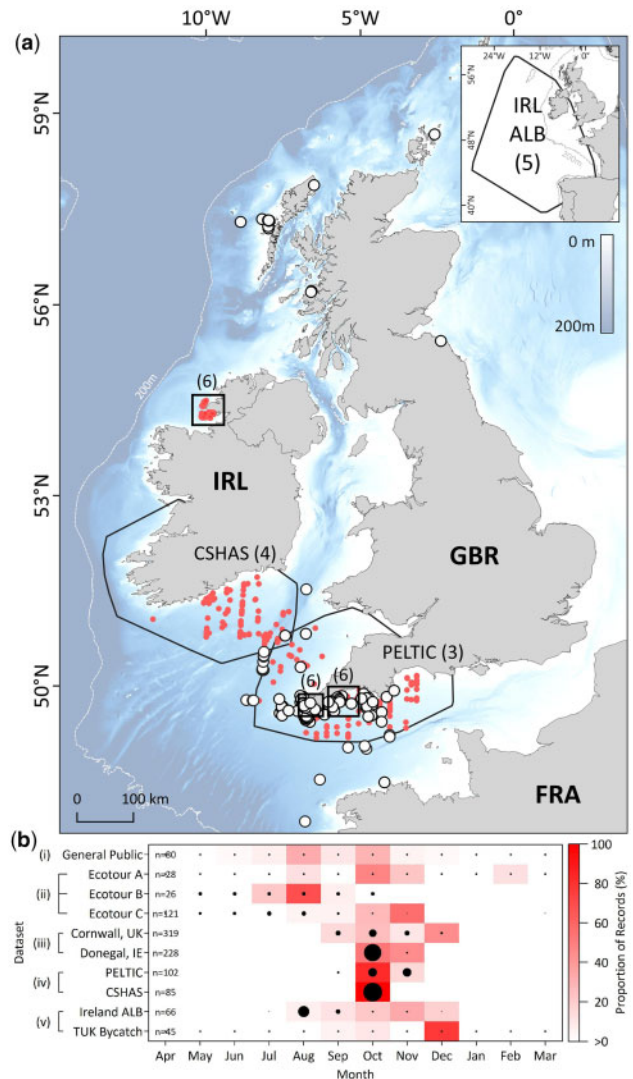 (a)
10°W 5°W 0°
24°W 12°W 0°
59°N
56°N
53°N
50°N
56°N
48°N
40°N
IRL
ALB
(5)
200m
0 m
200m
200m
(6)
IRL
GBR
CSHAS (4)
PELTIC (3)
(6) (6)
FRA
0 100 km
(b)
(i) General Public n=80
Ecotour A n=28
(ii) Ecotour B n=26
Ecotour C n=121
(iii) Cornwall, UK n=319
Donegal, IE n=228
(iv) PELTIC n=102
CSHAS n=85
(v) Ireland ALB n=66
TUK Bycatch n=45
Dataset
Apr May Jun Jul Aug Sep Oct Nov Dec Jan Feb Mar
Month
100
80
60
40
20
>0
Proportion of Records (%)